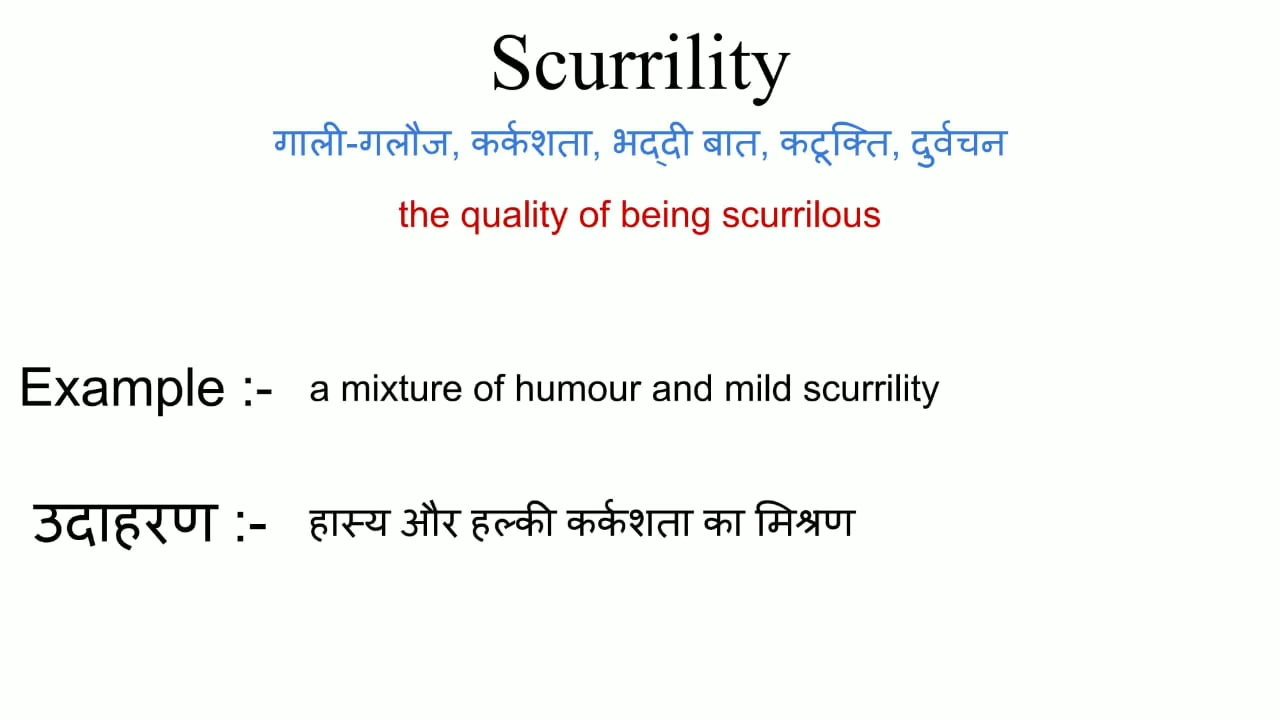 Scurrility
गाली-गलौज, कर्कशता, भद्‌दी बात, कटूक्ति, दुर्वचन
the quality of being scurrilous
Example :- a mixture of humour and mild scurrility
उदाहरण :- हास्य और हल्की कर्कशता का मिश्रण